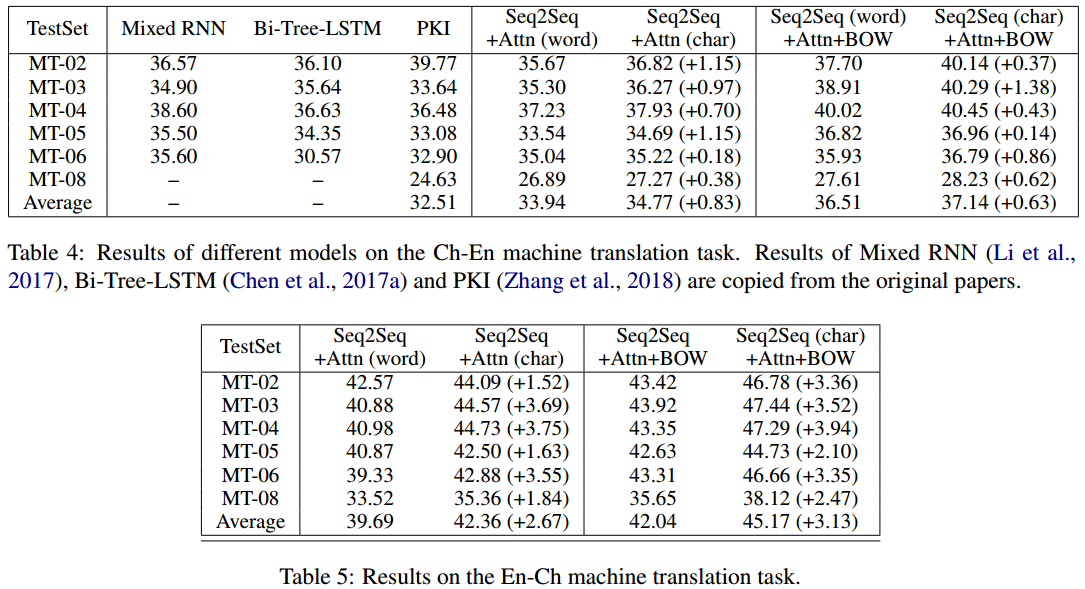 TestSet Mixed RNN Bi-Tree-LSTM PKI Seq2Seq +Attn (word) Seq2Seq +Attn (char) Seq2Seq (word) +Attn+BOW Seq2Seq (char) +Attn+BOW
MT-02 36.57 36.10 39.77 35.67 36.82 (+1.15) 37.70 40.14 (+0.37)
MT-03 34.90 35.64 33.64 35.30 36.27 (+0.97) 38.91 40.29 (+1.38)
MT-04 38.60 36.63 36.48 37.23 37.93 (+0.70) 40.02 40.45 (+0.43)
MT-05 35.50 34.35 33.08 33.54 34.69 (+1.15) 36.82 36.96 (+0.14)
MT-06 35.60 30.57 32.90 35.04 35.22 (+0.18) 35.93 36.79 (+0.86)
MT-08 – – 24.63 26.89 27.27 (+0.38) 27.61 28.23 (+0.62)
Average – – 32.51 33.94 34.77 (+0.83) 36.51 37.14 (+0.63)
Table 4: Results of different models on the Ch-En machine translation task. Results of Mixed RNN (Li et al.,
2017), Bi-Tree-LSTM (Chen et al., 2017a) and PKI (Zhang et al., 2018) are copied from the original papers.
TestSet Seq2Seq +Attn (word) Seq2Seq +Attn (char) Seq2Seq +Attn+BOW Seq2Seq (char) +Attn+BOW
MT-02 42.57 44.09 (+1.52) 43.42 46.78 (+3.36)
MT-03 40.88 44.57 (+3.69) 43.92 47.44 (+3.52)
MT-04 40.98 44.73 (+3.75) 43.35 47.29 (+3.94)
MT-05 40.87 42.50 (+1.63) 42.63 44.73 (+2.10)
MT-06 39.33 42.88 (+3.55) 43.31 46.66 (+3.35)
MT-08 33.52 35.36 (+1.84) 35.65 38.12 (+2.47)
Average 39.69 42.36 (+2.67) 42.04 45.17 (+3.13)
Table 5: Results on the En-Ch machine translation task.